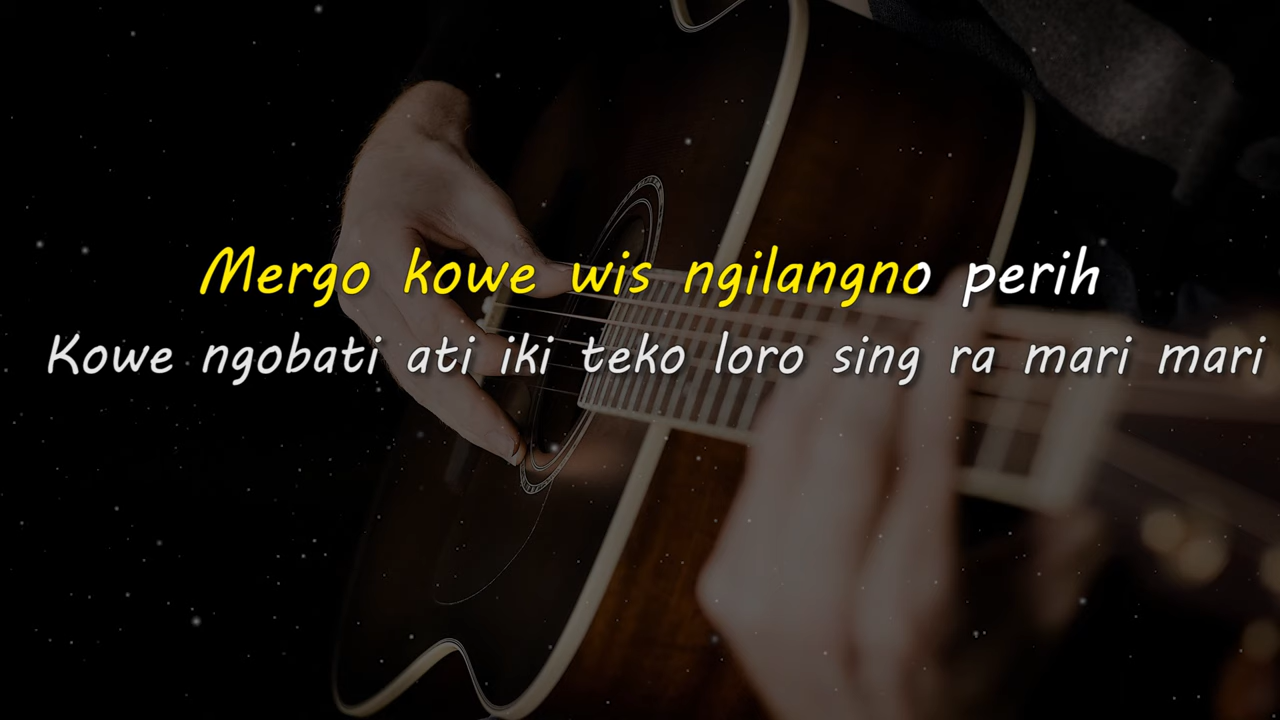 Mergo kowe wis ngilangno perih
Kowe ngobati ati iki teko loro sing ra mari mari